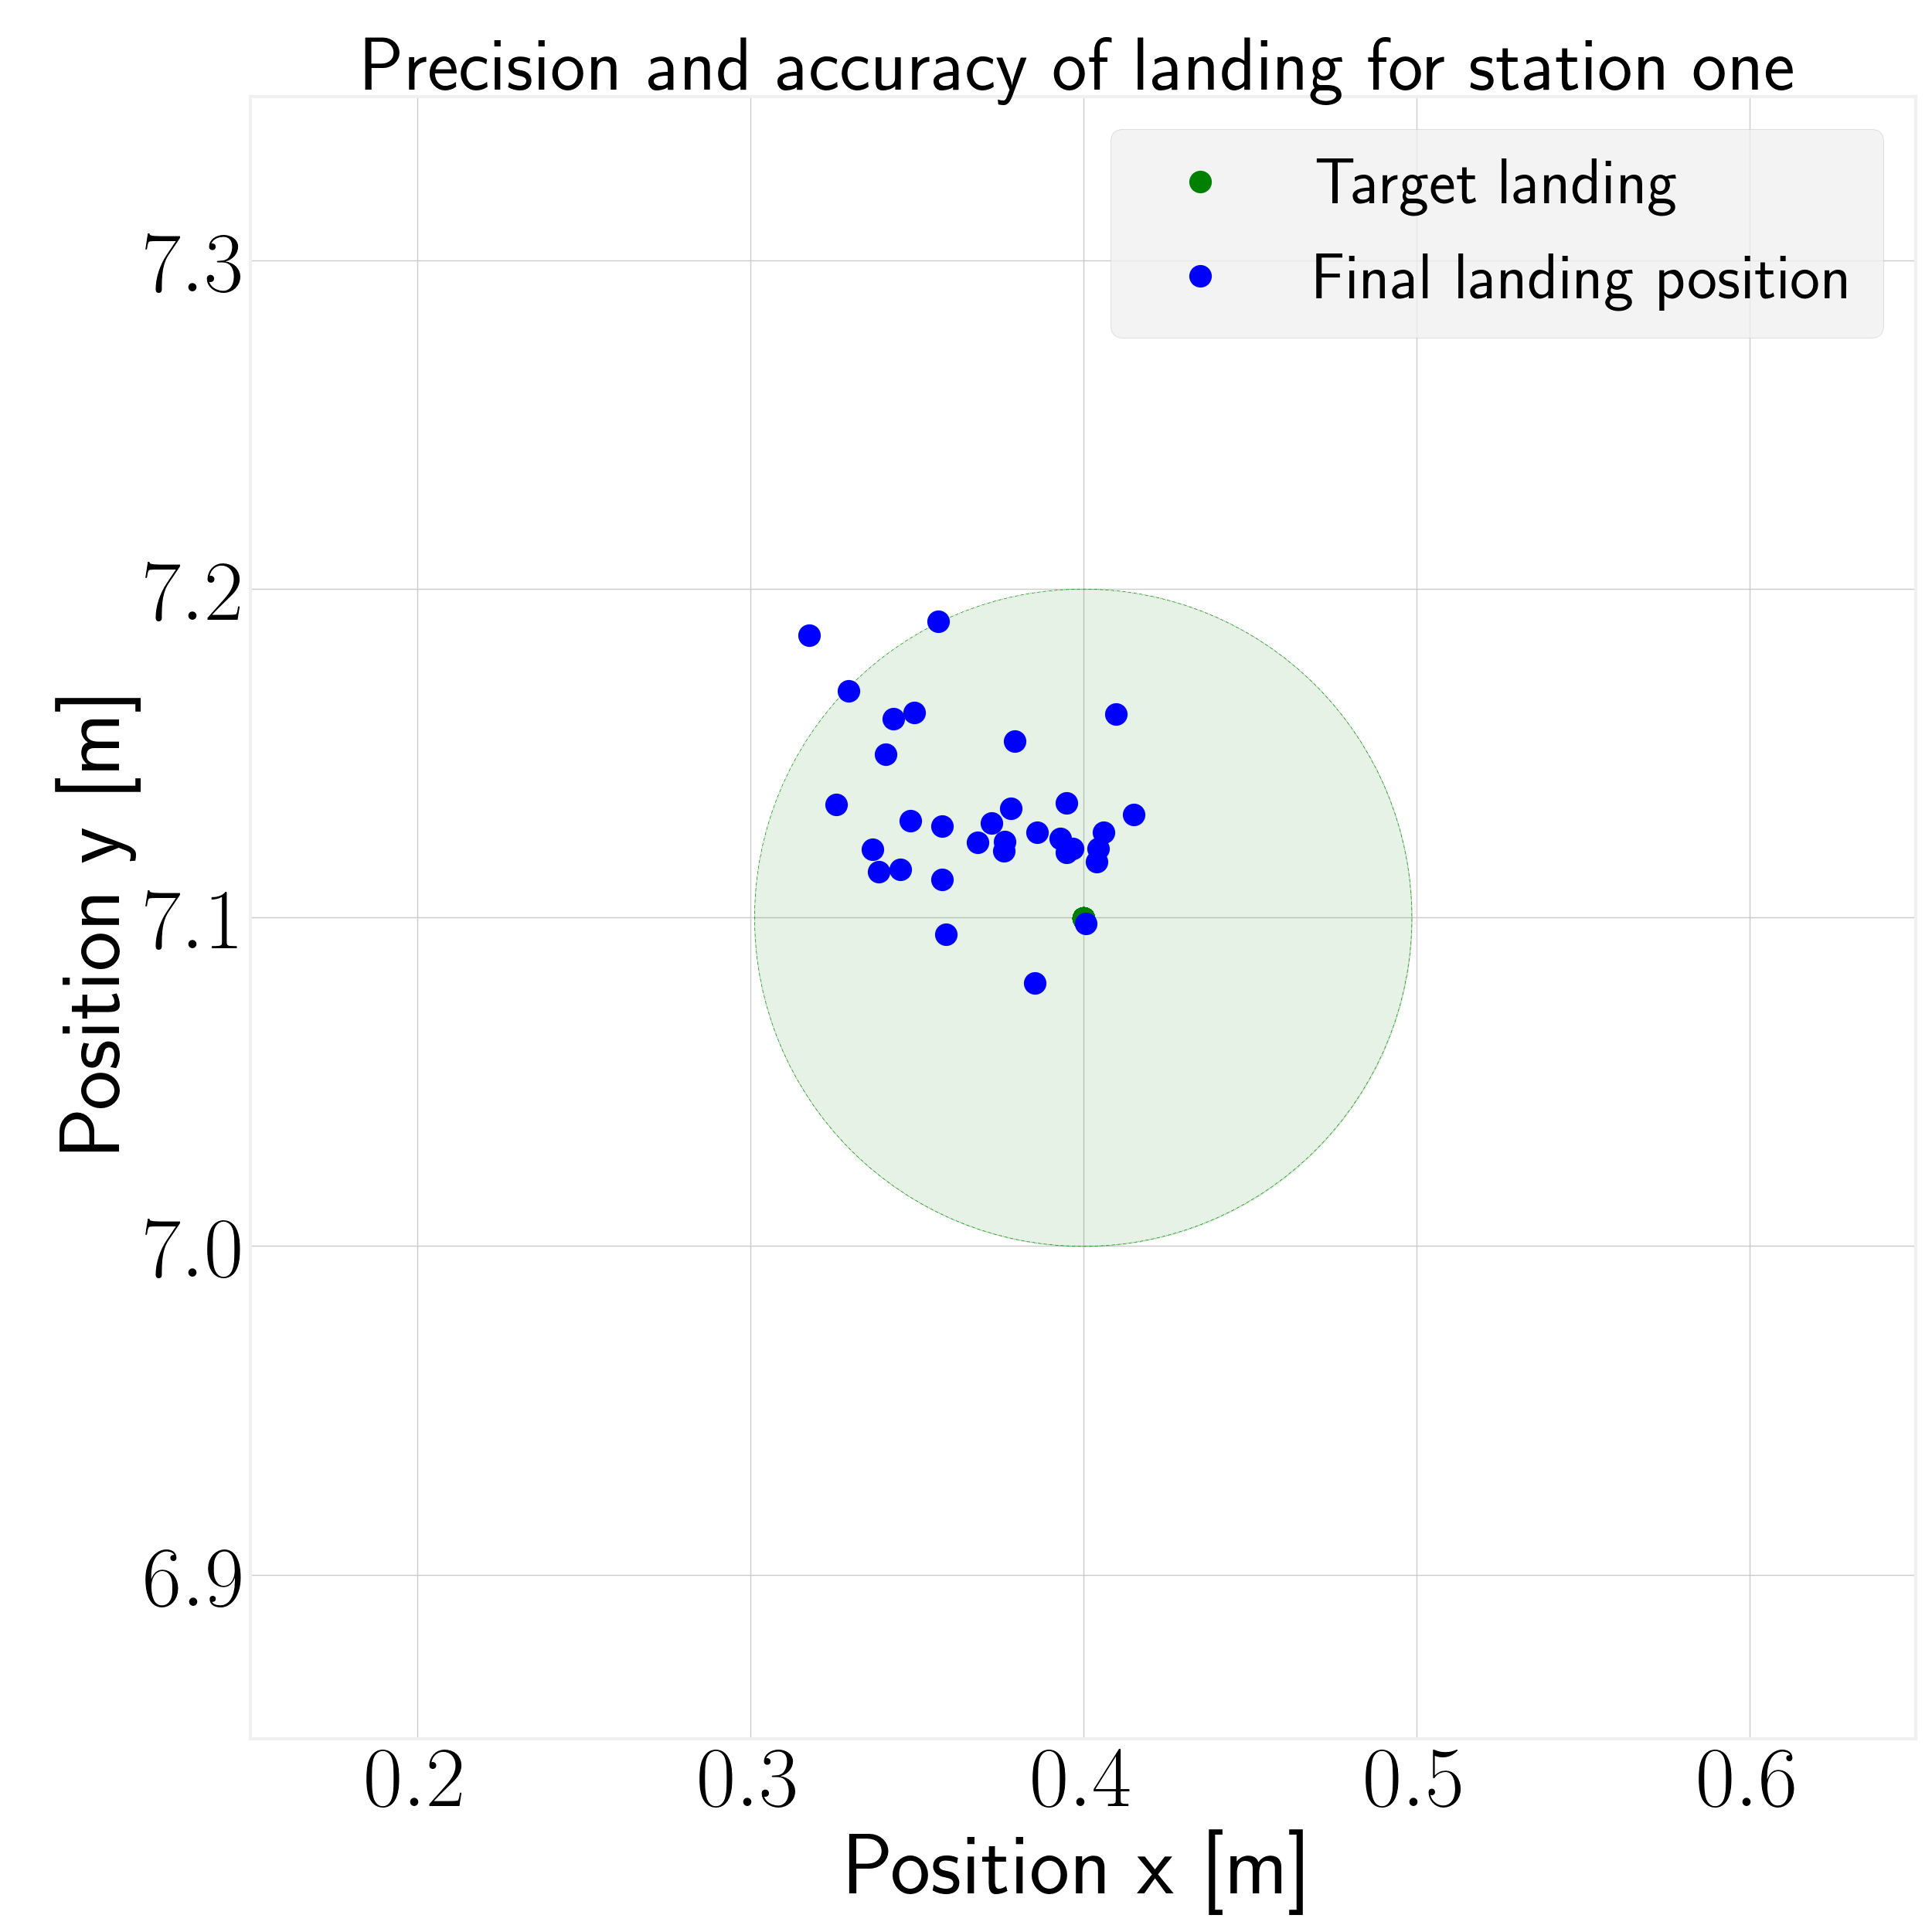 Precision and accuracy of landing for station one
Target landing
Final landing position
Position y [m]
7.3
7.2
7.1
7.0
6.9
0.2 0.3 0.4 0.5 0.6
Position x [m]